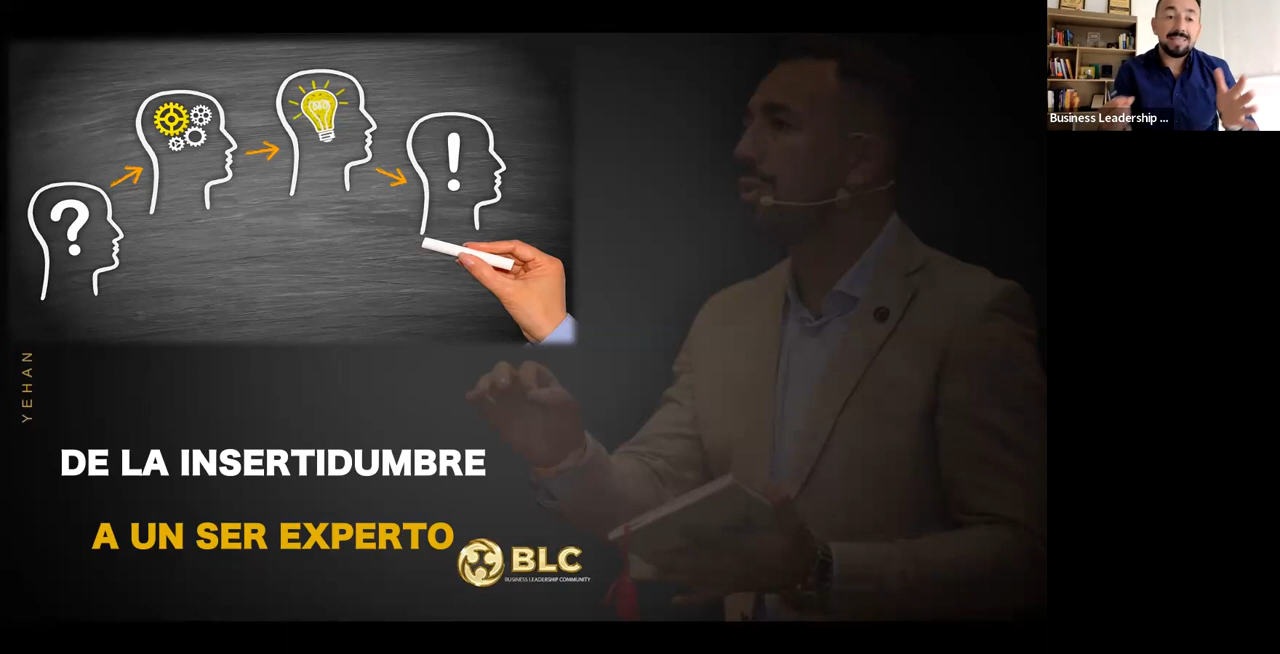 Business Leadership ...
?
!
YEHAN
DE LA INSERTIDUMBRE
A UN SER EXPERTO
BLC
BUSINESS LEADERSHIP COMMUNITY